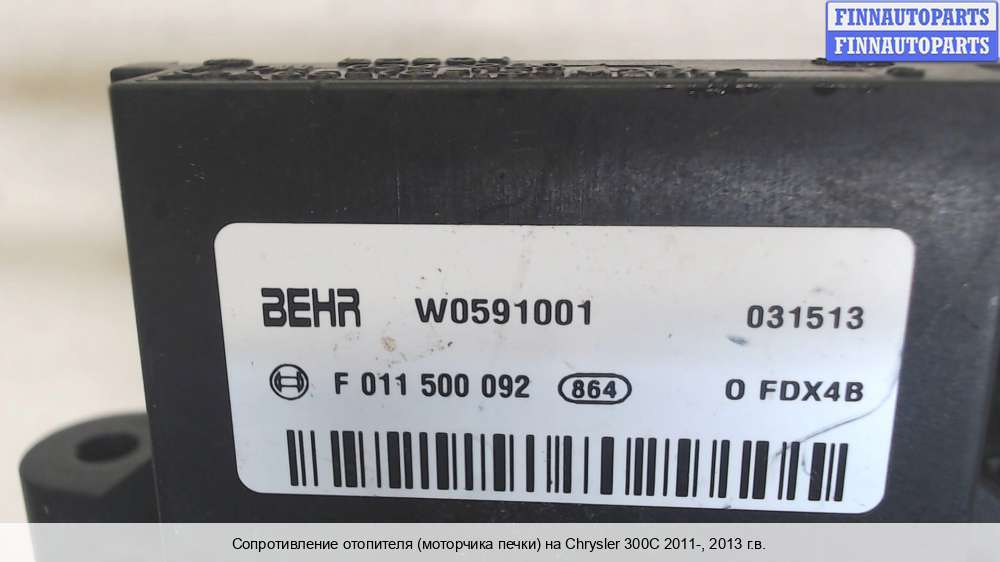 FINNAUTOPARTS
FINNAUTOPARTS
BEHR W0591001 031513
F 011 500 092 864 0 FDX4B
Сопротивление отопителя (моторчика печки) на Chrysler 300C 2011-, 2013 г.в.